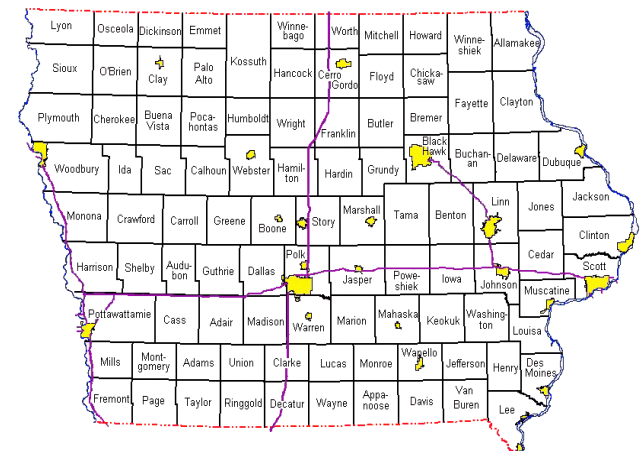 Lyon
Osceola
Dickinson
Emmet
Winne-
bago
Worth
Mitchell
Howard
Winne-
shiek
Allamakee
Kossuth
Sioux
O'Brien
Clay
Palo
Alto
Hancock
Cerro
Gordo
Floyd
Chicka-
saw
Fayette
Clayton
Plymouth
Cherokee
Buena
Vista
Poca-
hontas
Humboldt
Wright
Franklin
Butler
Bremer
Black
Hawk
Woodbury
Ida
Sac
Calhoun
Webster
Hamil-
ton
Hardin
Grundy
Buchan-
an
Delaware
Dubuque
Monona
Crawford
Carroll
Greene
Boone
Story
Marshall
Tama
Benton
Linn
Jones
Jackson
Clinton
Cedar
Scott
Harrison
Shelby
Audu-
bon
Guthrie
Dallas
Polk
Jasper
Powe-
shiek
Iowa
Johnson
Muscatine
Pottawattamie
Cass
Adair
Madison
Warren
Marion
Mahaska
Keokuk
Washing-
ton
Louisa
Mills
Mont-
gomery
Adams
Union
Clarke
Lucas
Monroe
Wapello
Jefferson
Henry
Des
Moines
Fremont
Page
Taylor
Ringgold
Decatur
Wayne
Appa-
noose
Davis
Van
Buren
Lee